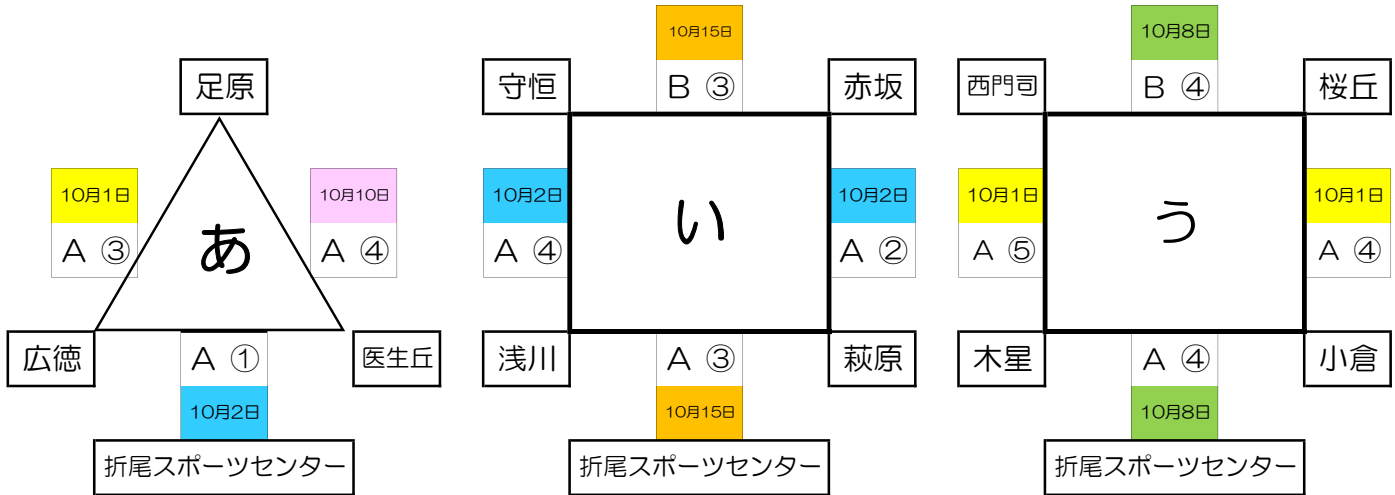 足原
10月1日
A ③
10月10日
A ④
あ
広徳
医生丘
A ①
10月2日
折尾スポーツセンター
10月15日
B ③
守恒
赤坂
10月2日
A ④
10月2日
A ②
い
浅川
萩原
A ③
10月15日
折尾スポーツセンター
10月8日
B ④
西門司
桜丘
10月1日
A ⑤
10月1日
A ④
う
木星
小倉
A ④
10月8日
折尾スポーツセンター